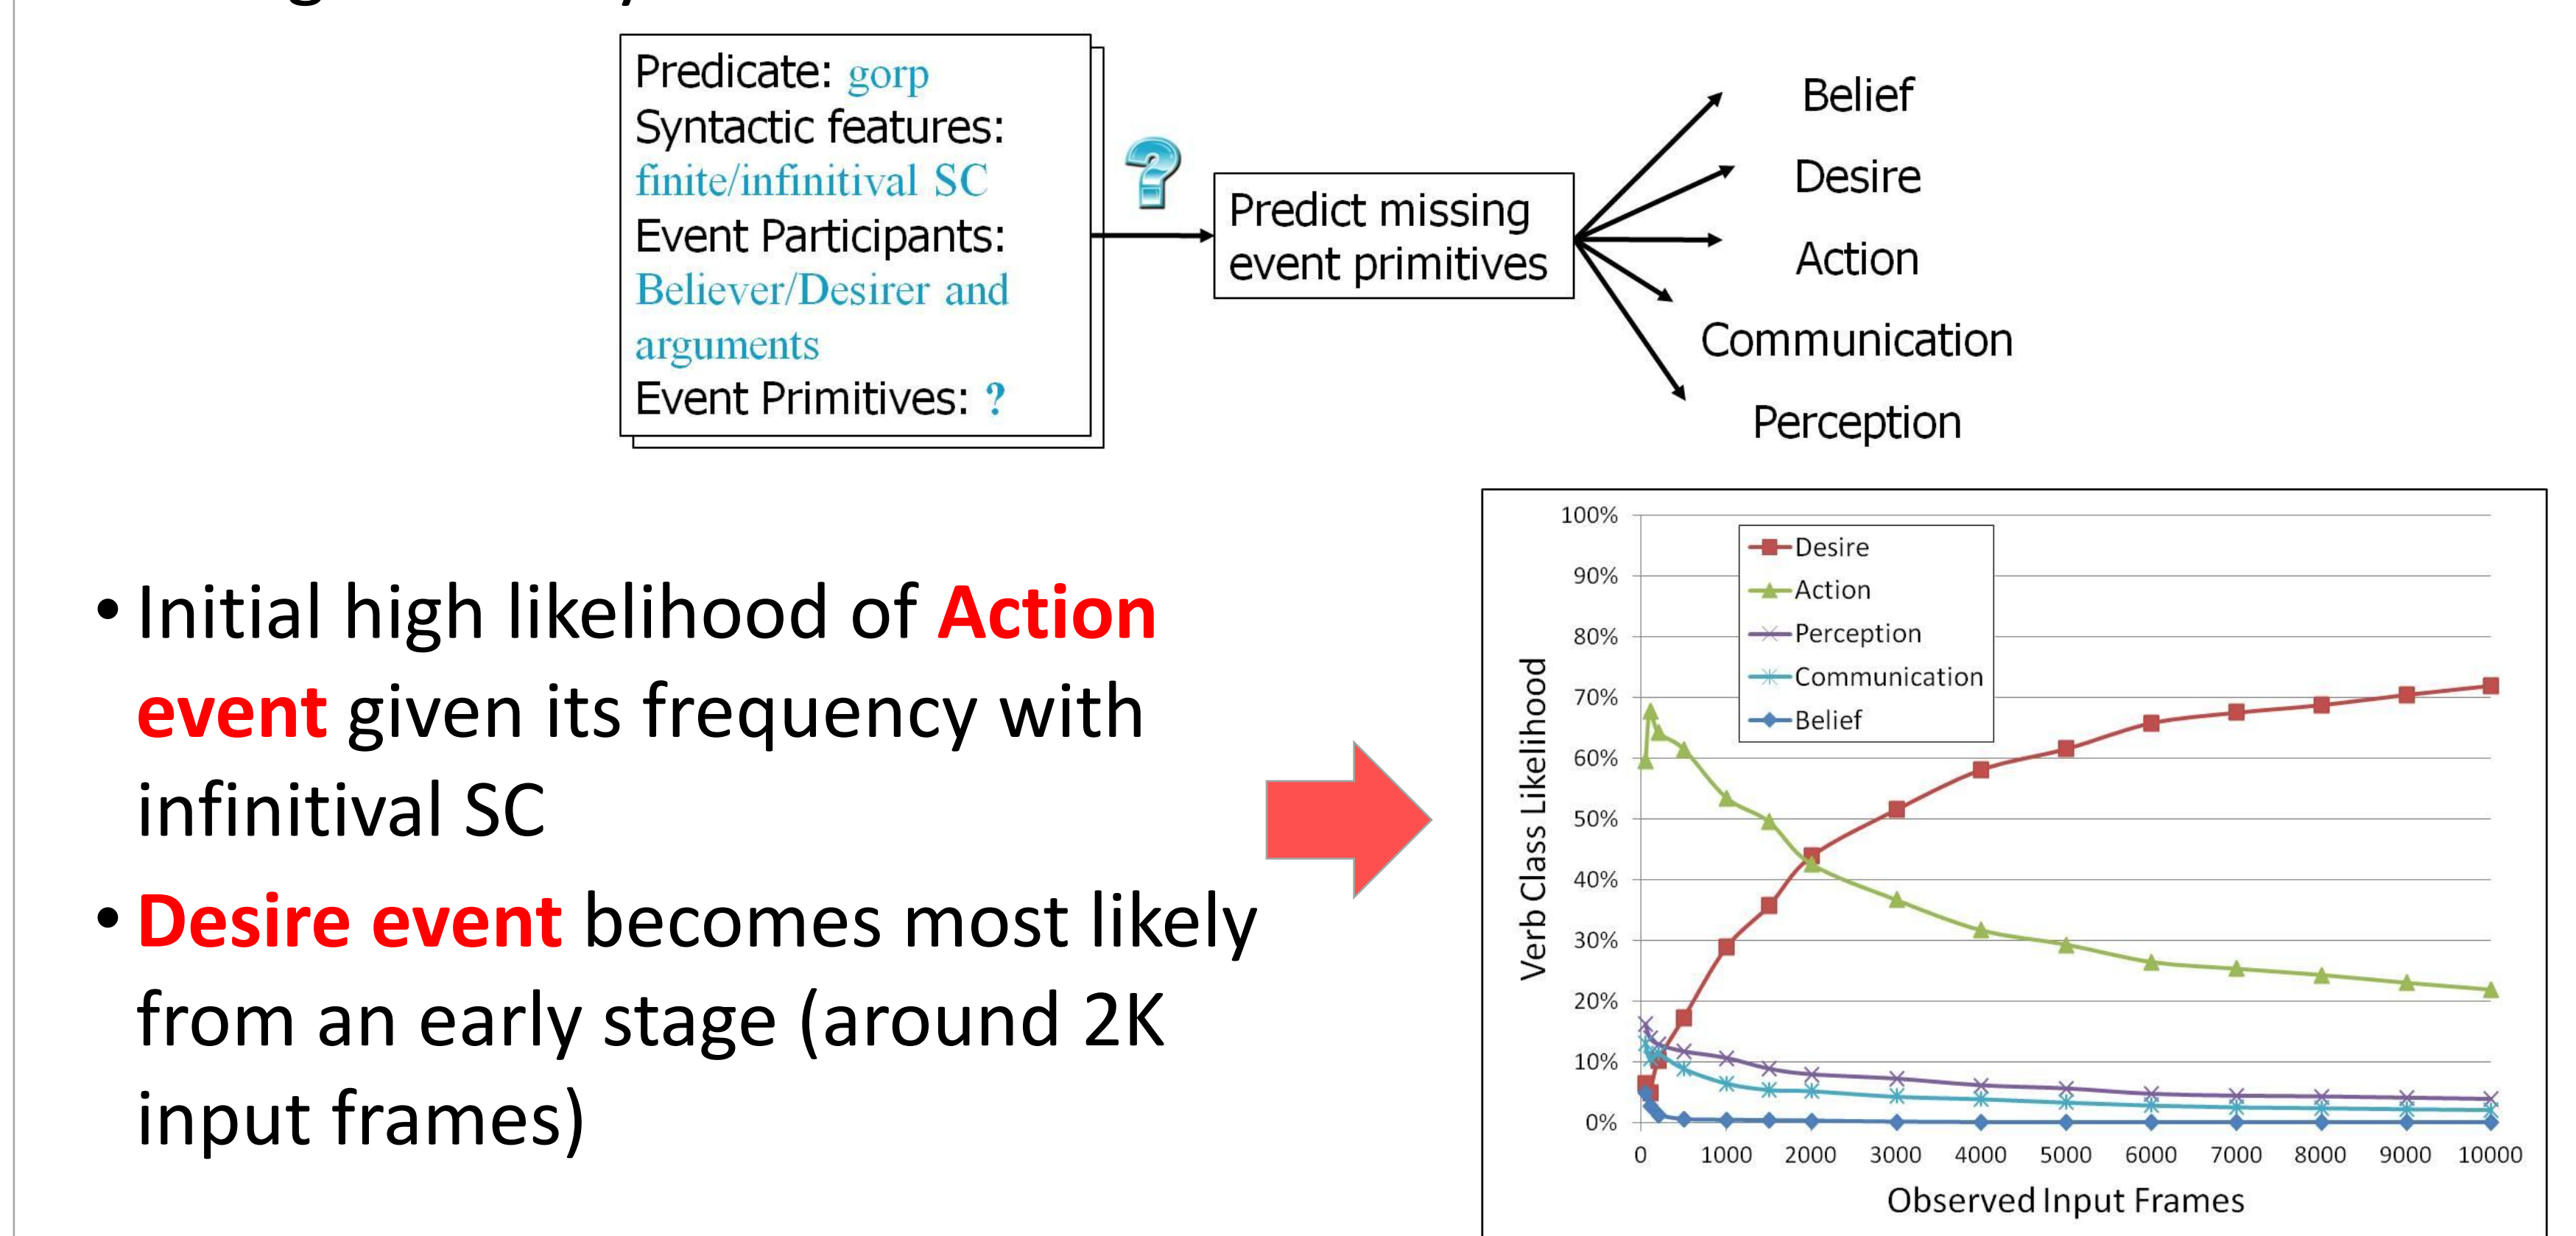 Predicate: gorp
Syntactic features:
finite/infinitival SC
Event Participants:
Believer/Desirer and
arguments
Event Primitives: ?
?
Predict missing
event primitives
Belief
Desire
Action
Communication
Perception
• Initial high likelihood of Action
event given its frequency with
infinitival SC
• Desire event becomes most likely
from an early stage (around 2K
input frames)
Verb Class Likelihood
100%
90%
80%
70%
60%
50%
40%
30%
20%
10%
0%
Desire
Action
Perception
Communication
Belief
0 1000 2000 3000 4000 5000 6000 7000 8000 9000 10000
Observed Input Frames